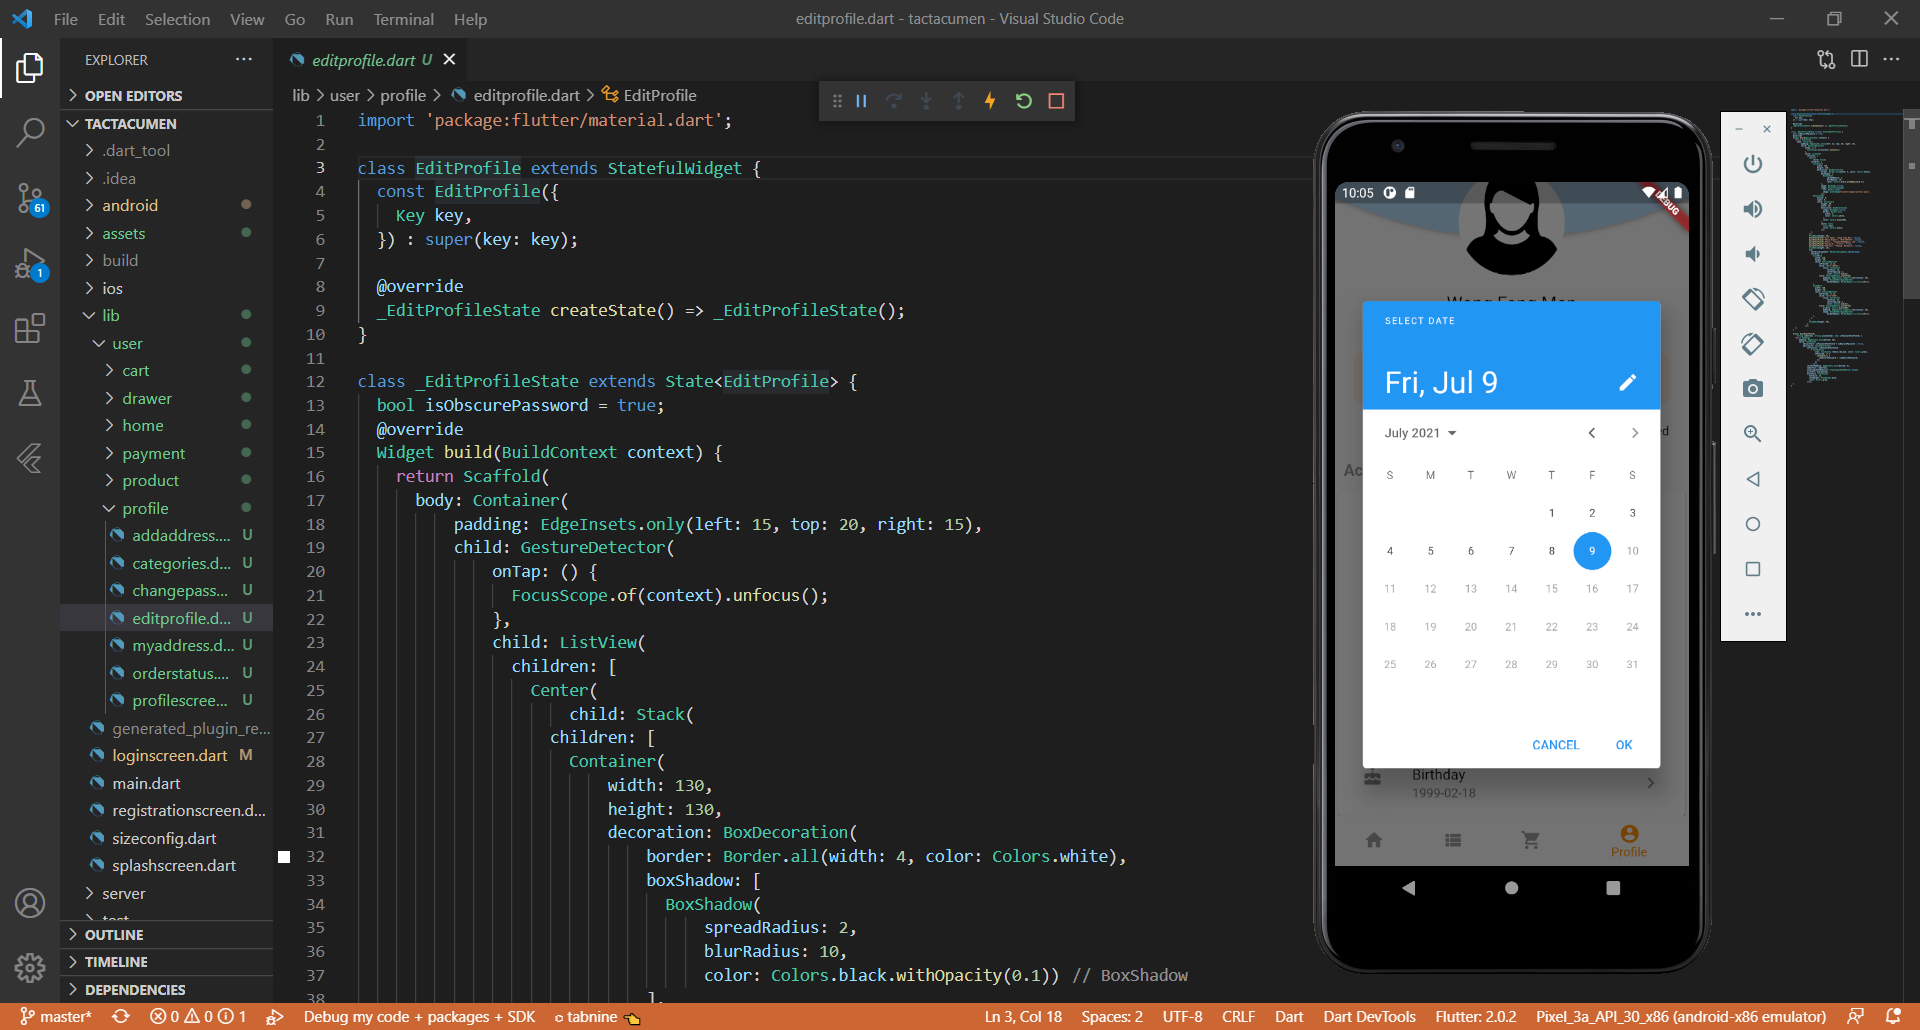 File Edit Selection View Go Run Terminal Help
editprofile.dart - tactacumen - Visual Studio Code
EXPLORER
OPEN EDITORS
TACTACUMEN
.dart_tool
.idea
android
assets
build
ios
lib
user
cart
drawer
home
payment
product
profile
addaddress.... U
categories.d... U
changepass... U
editprofile.d... U
myaddress.d... U
orderstatus.... U
profilescree... U
generated_plugin_re...
loginscreen.dart M
main.dart
registrationscreen.d...
sizeconfig.dart
splashscreen.dart
server
test
OUTLINE
TIMELINE
DEPENDENCIES
61
1
editprofile.dart U
lib > user > profile > editprofile.dart > EditProfile
1 import 'package:flutter/material.dart';
2
3 class EditProfile extends StatefulWidget {
4 const EditProfile({
5 Key key,
6 }) : super(key: key);
7
8 @override
9 _EditProfileState createState() => _EditProfileState();
10 }
11
12 class _EditProfileState extends State<EditProfile> {
13 bool isObscurePassword = true;
14 @override
15 Widget build(BuildContext context) {
16 return Scaffold(
17 body: Container(
18 padding: EdgeInsets.only(left: 15, top: 20, right: 15),
19 child: GestureDetector(
20 onTap: () {
21 FocusScope.of(context).unfocus();
22 },
23 child: ListView(
24 children: [
25 Center(
26 child: Stack(
27 children: [
28 Container(
29 width: 130,
30 height: 130,
31 decoration: BoxDecoration(
32 border: Border.all(width: 4, color: Colors.white),
33 boxShadow: [
34 BoxShadow(
35 spreadRadius: 2,
36 blurRadius: 10,
37 color: Colors.black.withOpacity(0.1)) // BoxShadow
38 ],
10:05
DEBUG
SELECT DATE
Fri, Jul 9
July 2021
S M T W T F S
1 2 3
4 5 6 7 8 9 10
11 12 13 14 15 16 17
18 19 20 21 22 23 24
25 26 27 28 29 30 31
CANCEL OK
Ac
ed
Birthday
1999-02-18
Profile
master* 0 0 1 Debug my code + packages + SDK tabnine Ln 3, Col 18 Spaces: 2 UTF-8 CRLF Dart Dart DevTools Flutter: 2.0.2 Pixel_3a_API_30_x86 (android-x86 emulator)